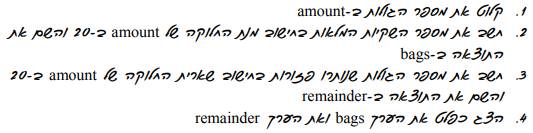 1. קלוט את מספר הגולות ב-amount
2. חשב את מספר השקיות המלאות בחישוב מנת החלוקה של amount ב-20 והשם את
התוצאה ב-bags
3. חשב את מספר הגולות שנותרו פזורות בחישוב שארית החלוקה של amount ב-20
והשם את התוצאה ב-remainder
4. הצג כפלט את הערך bags ואת הערך remainder